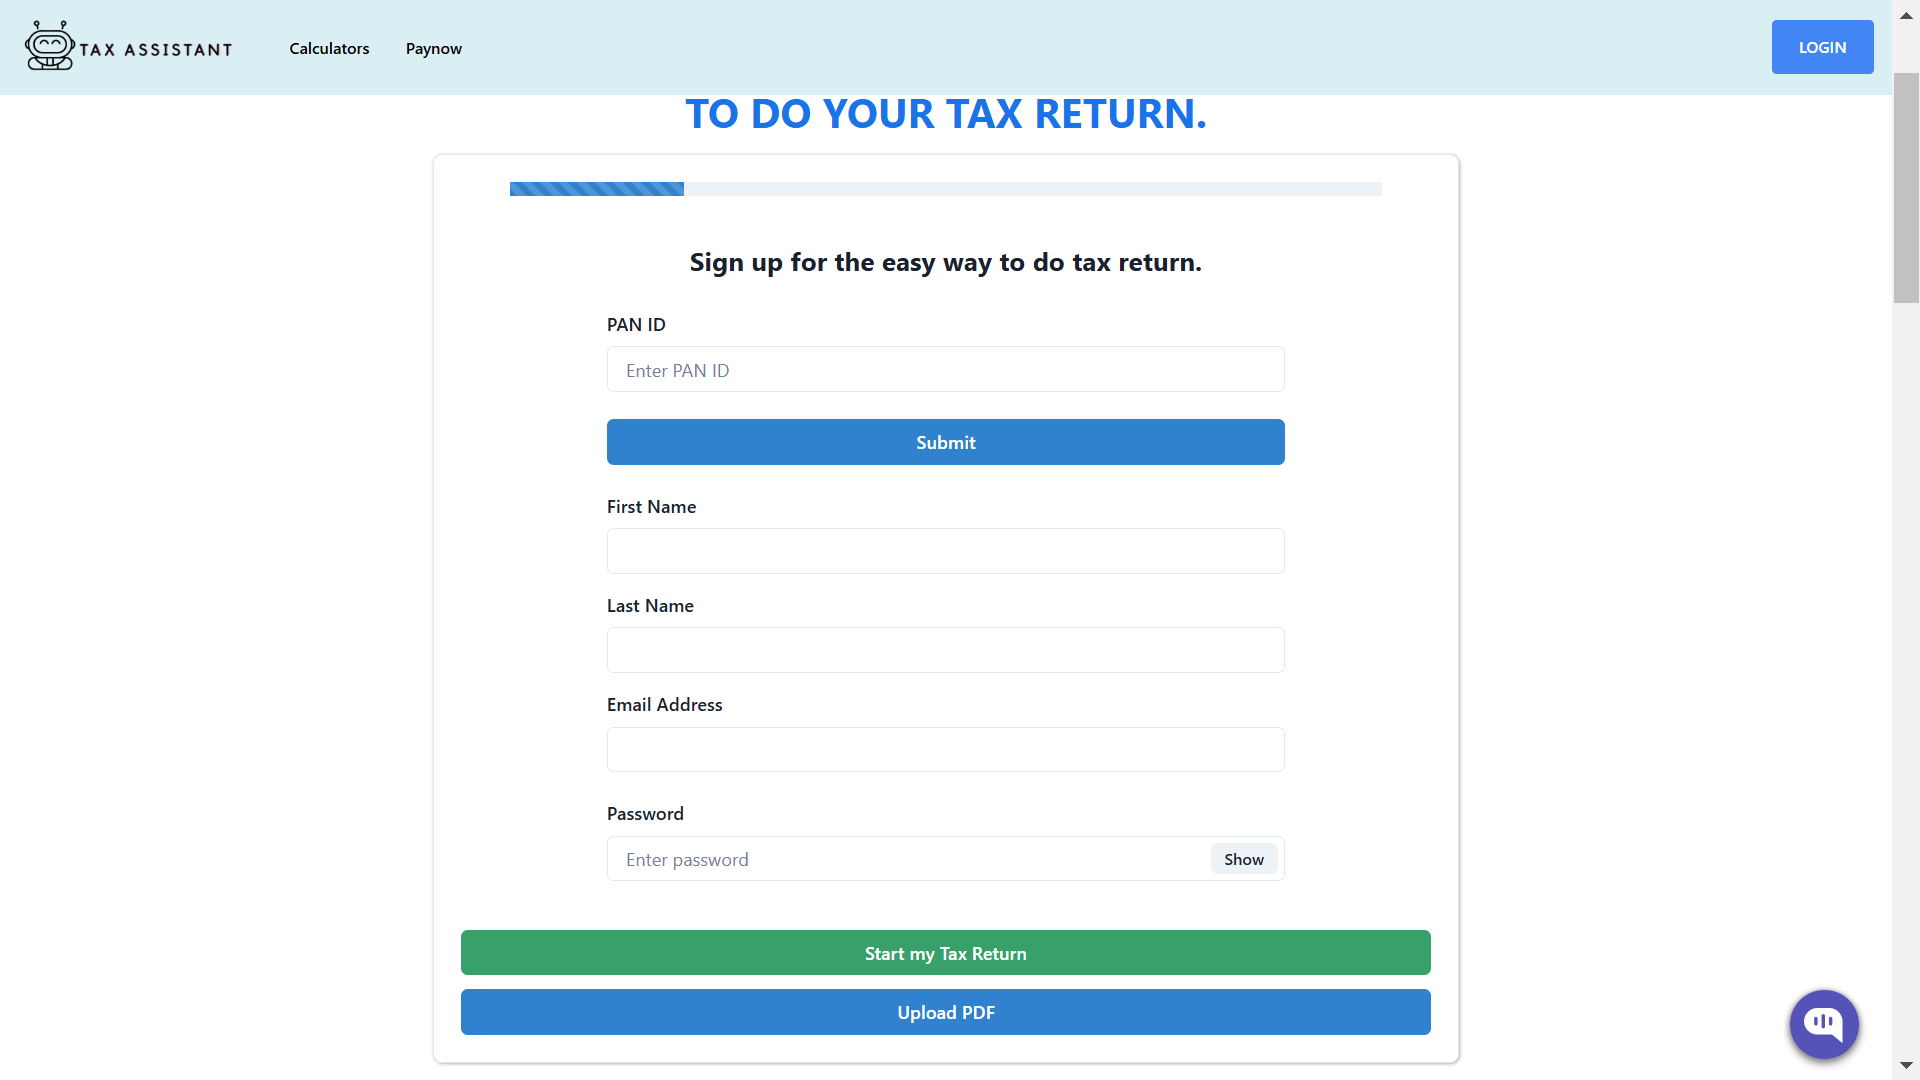 TAX ASSISTANT
Calculators
Paynow
LOGIN
TO DO YOUR TAX RETURN.
Sign up for the easy way to do tax return.
PAN ID
Enter PAN ID
Submit
First Name
Last Name
Email Address
Password
Enter password
Show
Start my Tax Return
Upload PDF